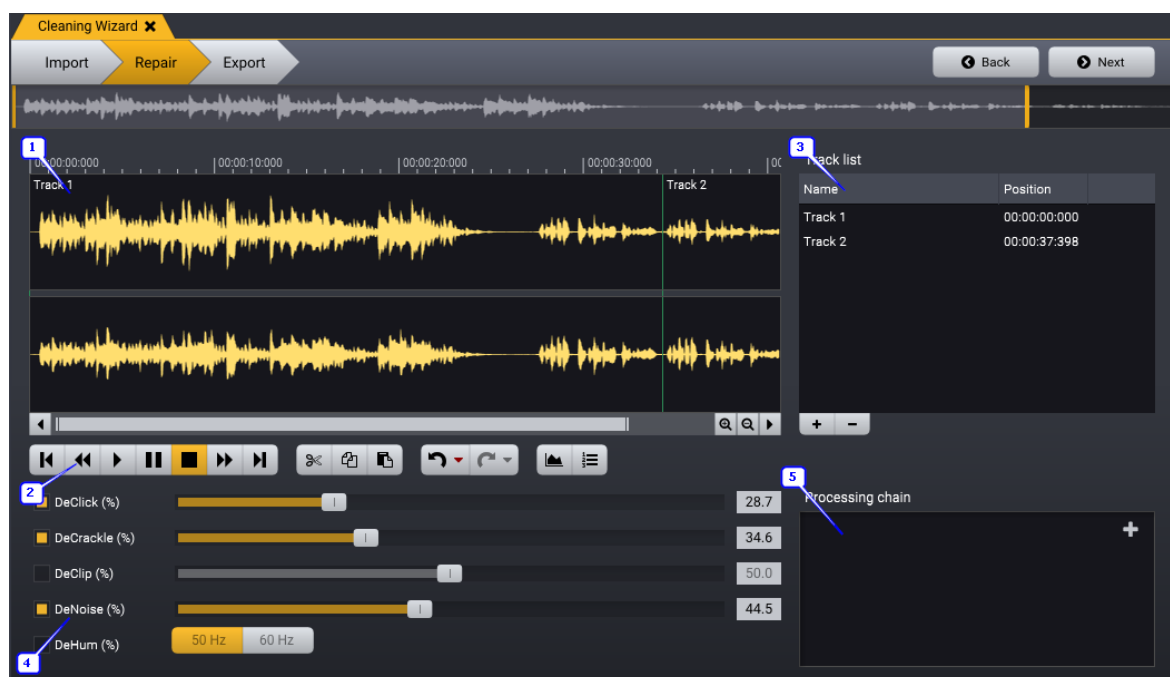 Cleaning Wizard
Import Repair Export Back Next
1
00:00:00:000 00:00:10:000 00:00:20:000 00:00:30:000 00
Track 1 Track 2
3
Track list
Name Position
Track 1 00:00:00:000
Track 2 00:00:37:398
+ −
2
DeClick (%) 28.7
DeCrackle (%) 34.6
DeClip (%) 50.0
DeNoise (%) 44.5
DeHum (%) 50 Hz 60 Hz
4
5
Processing chain